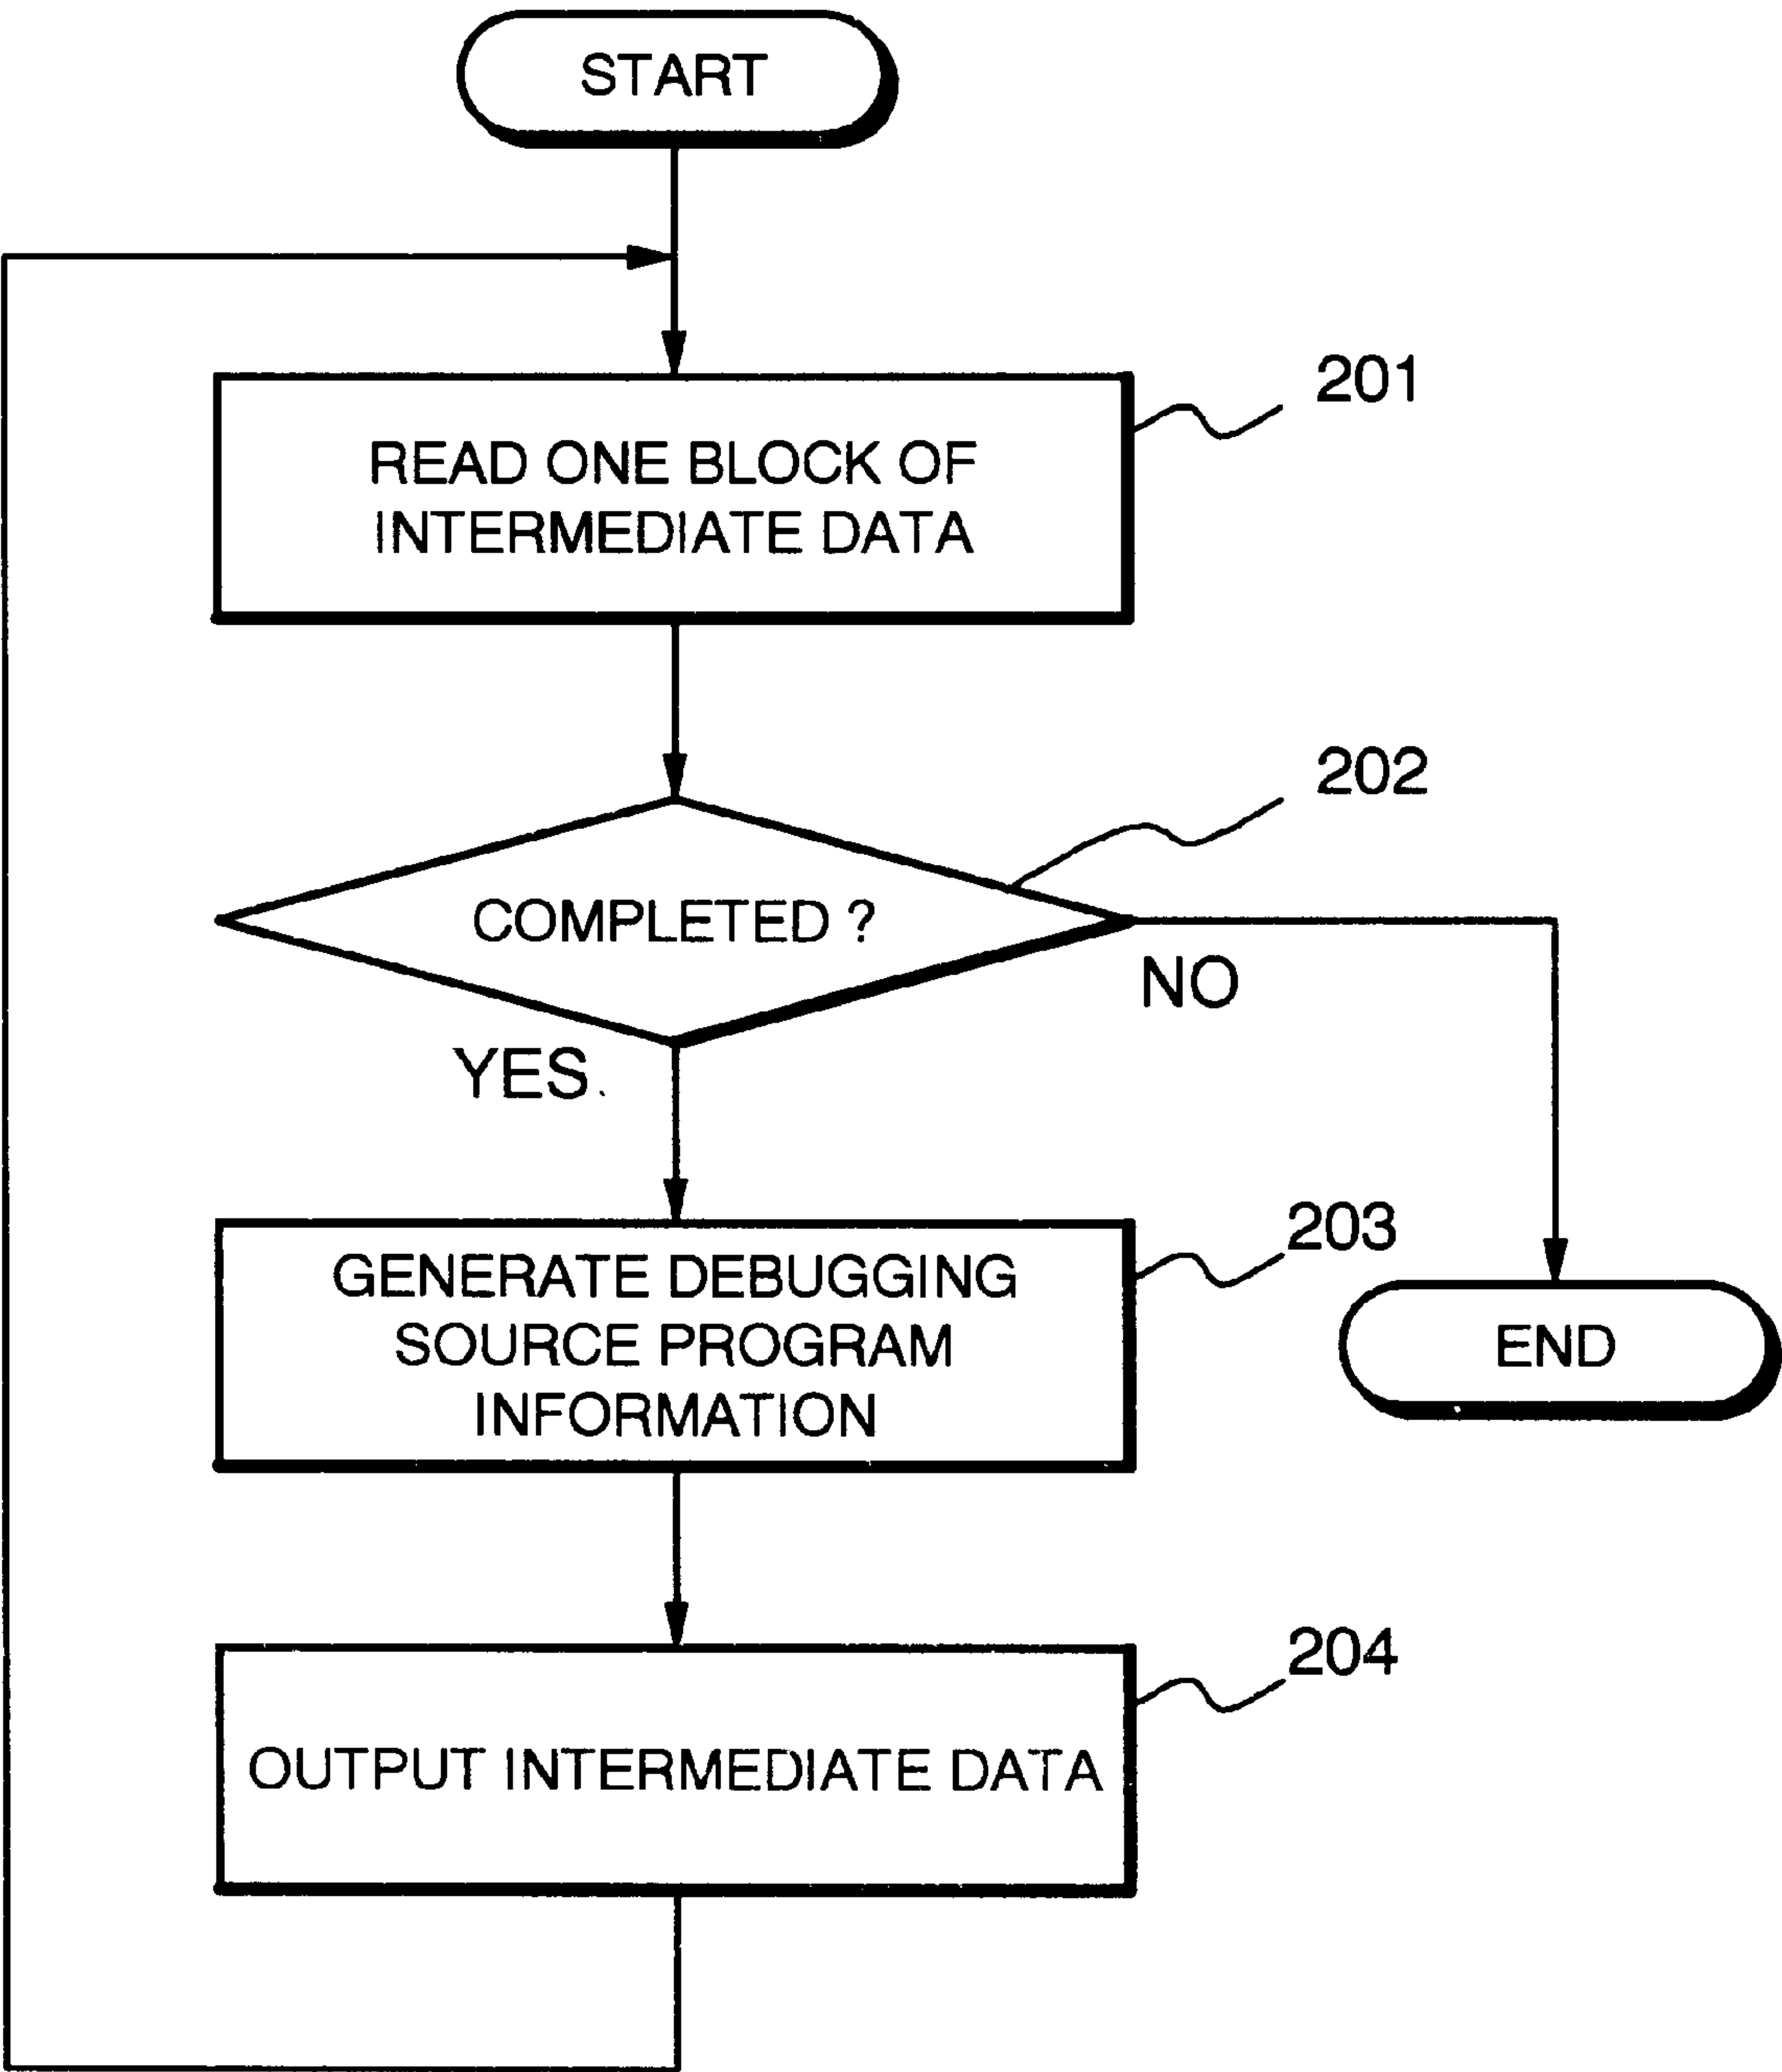 START
201
READ ONE BLOCK OF
INTERMEDIATE DATA
202
COMPLETED ?
NO
YES.
203
GENERATE DEBUGGING
SOURCE PROGRAM
INFORMATION
END
204
OUTPUT INTERMEDIATE DATA